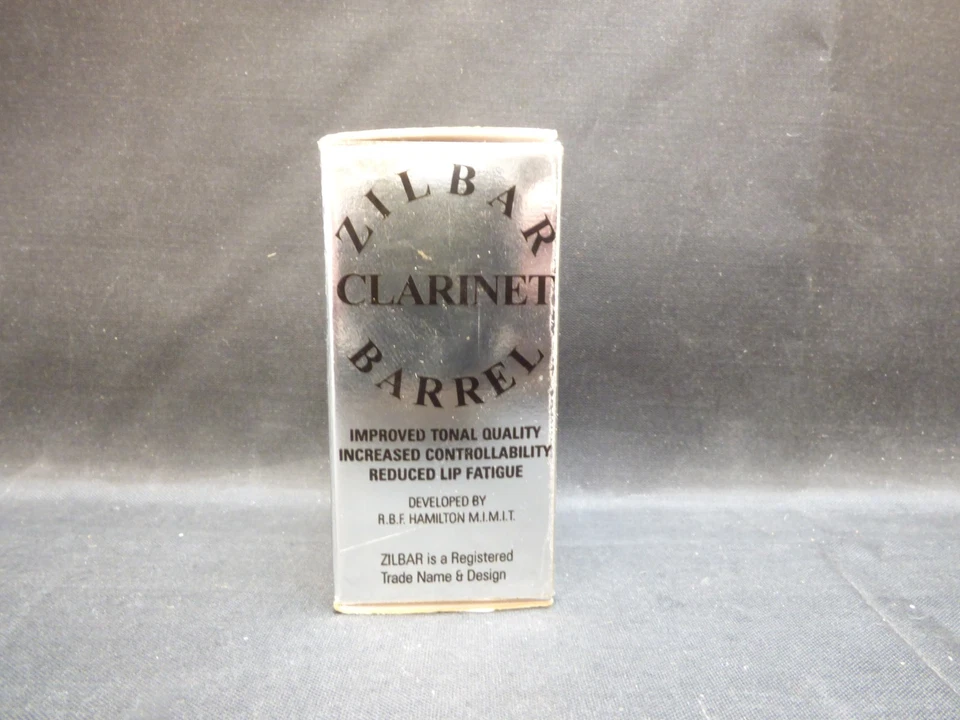 ZILBAR
CLARINET
BARREL
IMPROVED TONAL QUALITY
INCREASED CONTROLLABILITY
REDUCED LIP FATIGUE
DEVELOPED BY
R.B.F. HAMILTON M.I.M.I.T.
ZILBAR is a Registered
Trade Name & Design